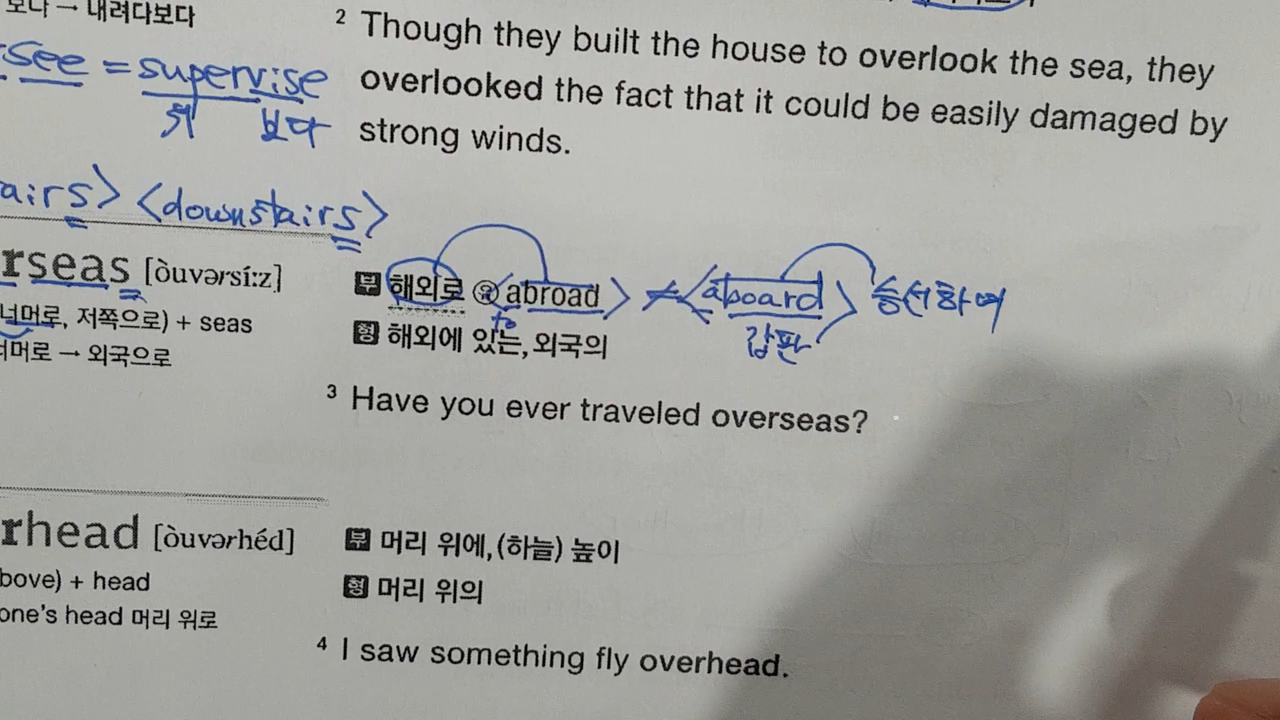 보다 → 내려다보다
see = supervise
위 보다
² Though they built the house to overlook the sea, they
overlooked the fact that it could be easily damaged by
strong winds.
airs> <downstairs>
rseas [òuvərsíːz]
너머로, 저쪽으로) + seas
너머로 → 외국으로
부 해외로 유 abroad > ≠ <aboard> 승선하여
to 갑판
형 해외에 있는, 외국의
³ Have you ever traveled overseas?
rhead [òuvərhéd]
bove) + head
one's head 머리 위로
부 머리 위에, (하늘) 높이
형 머리 위의
⁴ I saw something fly overhead.